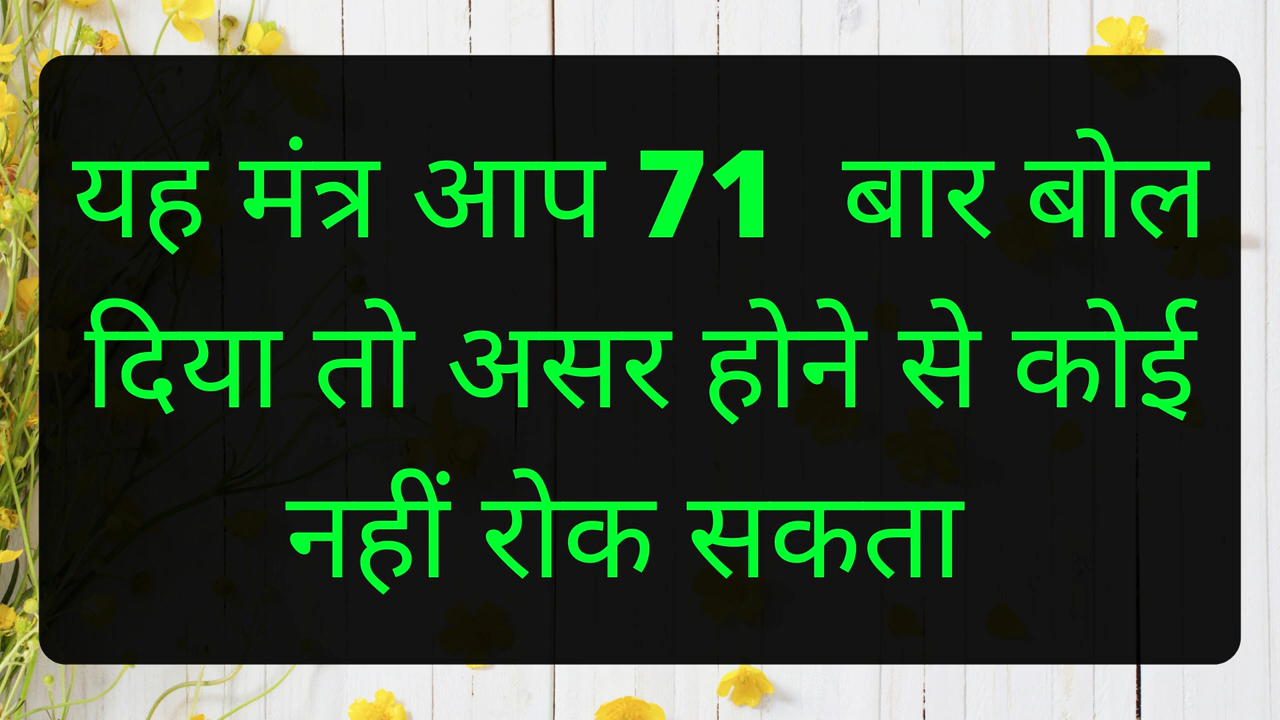 यह मंत्र आप 71 बार बोल
दिया तो असर होने से कोई
नहीं रोक सकता